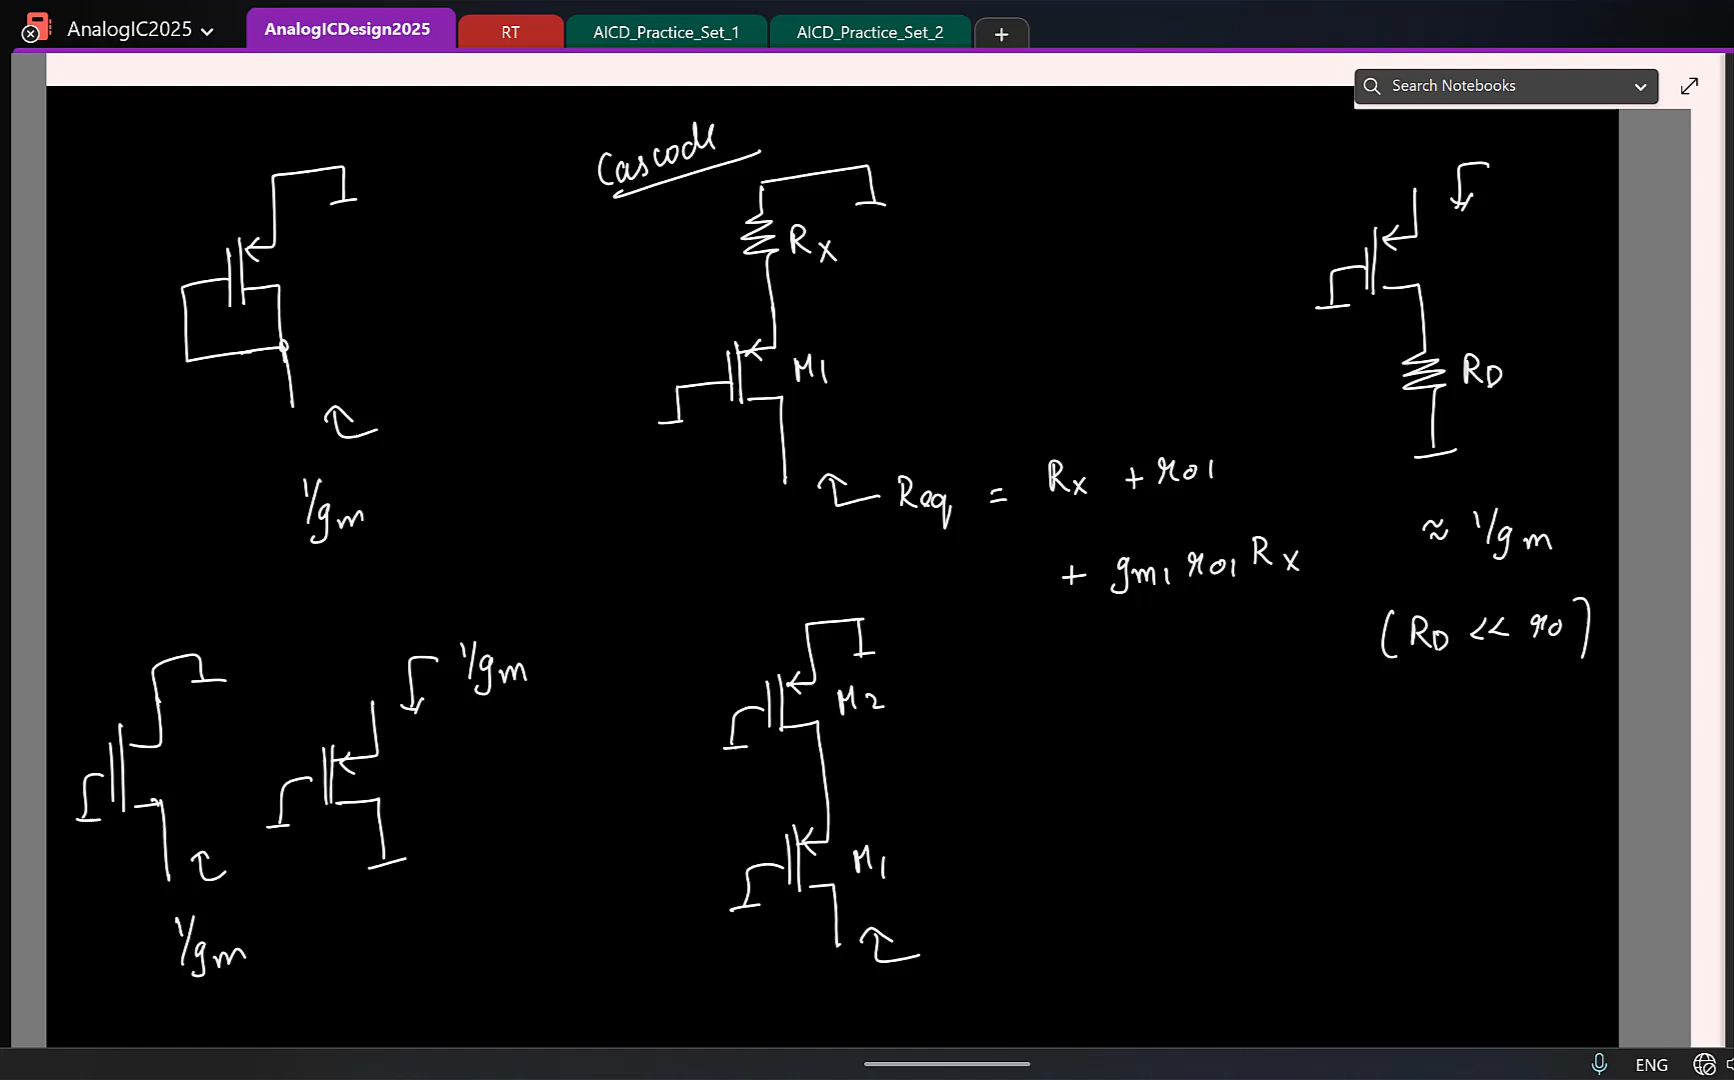 AnalogIC2025
AnalogICDesign2025
RT
AICD_Practice_Set_1
AICD_Practice_Set_2
+
Search Notebooks
Cascode
RX
M1
Req = RX + ro1
+ gm1 ro1 RX
1/gm
RD
≈ 1/gm
(RD << ro)
1/gm
1/gm
M2
M1
ENG